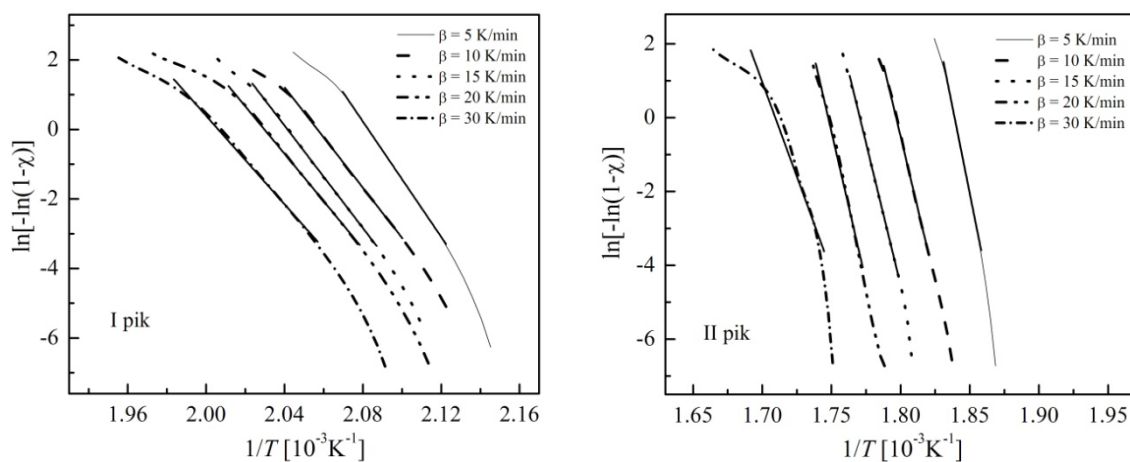 2
0
-2
-4
-6
ln[-ln(1-χ)]
β = 5 K/min
β = 10 K/min
β = 15 K/min
β = 20 K/min
β = 30 K/min
I pik
1.96 2.00 2.04 2.08 2.12 2.16
1/T [10⁻³K⁻¹]
2
0
-2
-4
-6
ln[-ln(1-χ)]
β = 5 K/min
β = 10 K/min
β = 15 K/min
β = 20 K/min
β = 30 K/min
II pik
1.65 1.70 1.75 1.80 1.85 1.90 1.95
1/T [10⁻³K⁻¹]